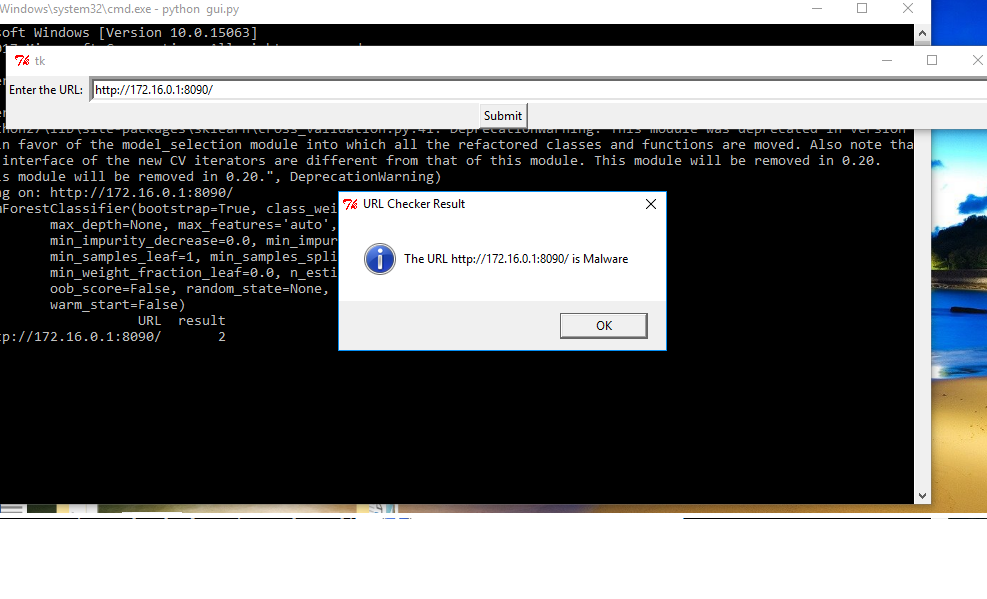 Windows\system32\cmd.exe - python gui.py
soft Windows [Version 10.0.15063]
tk
Enter the URL: http://172.16.0.1:8090/
Submit
in favor of the model_selection module into which all the refactored classes and functions are moved. Also note tha
interface of the new CV iterators are different from that of this module. This module will be removed in 0.20.
is module will be removed in 0.20.", DeprecationWarning)
ng on: http://172.16.0.1:8090/
mForestClassifier(bootstrap=True, class_wei
max_depth=None, max_features='auto',
min_impurity_decrease=0.0, min_impur
min_samples_leaf=1, min_samples_spli
min_weight_fraction_leaf=0.0, n_esti
oob_score=False, random_state=None,
warm_start=False)
URL result
tp://172.16.0.1:8090/ 2
URL Checker Result
The URL http://172.16.0.1:8090/ is Malware
OK